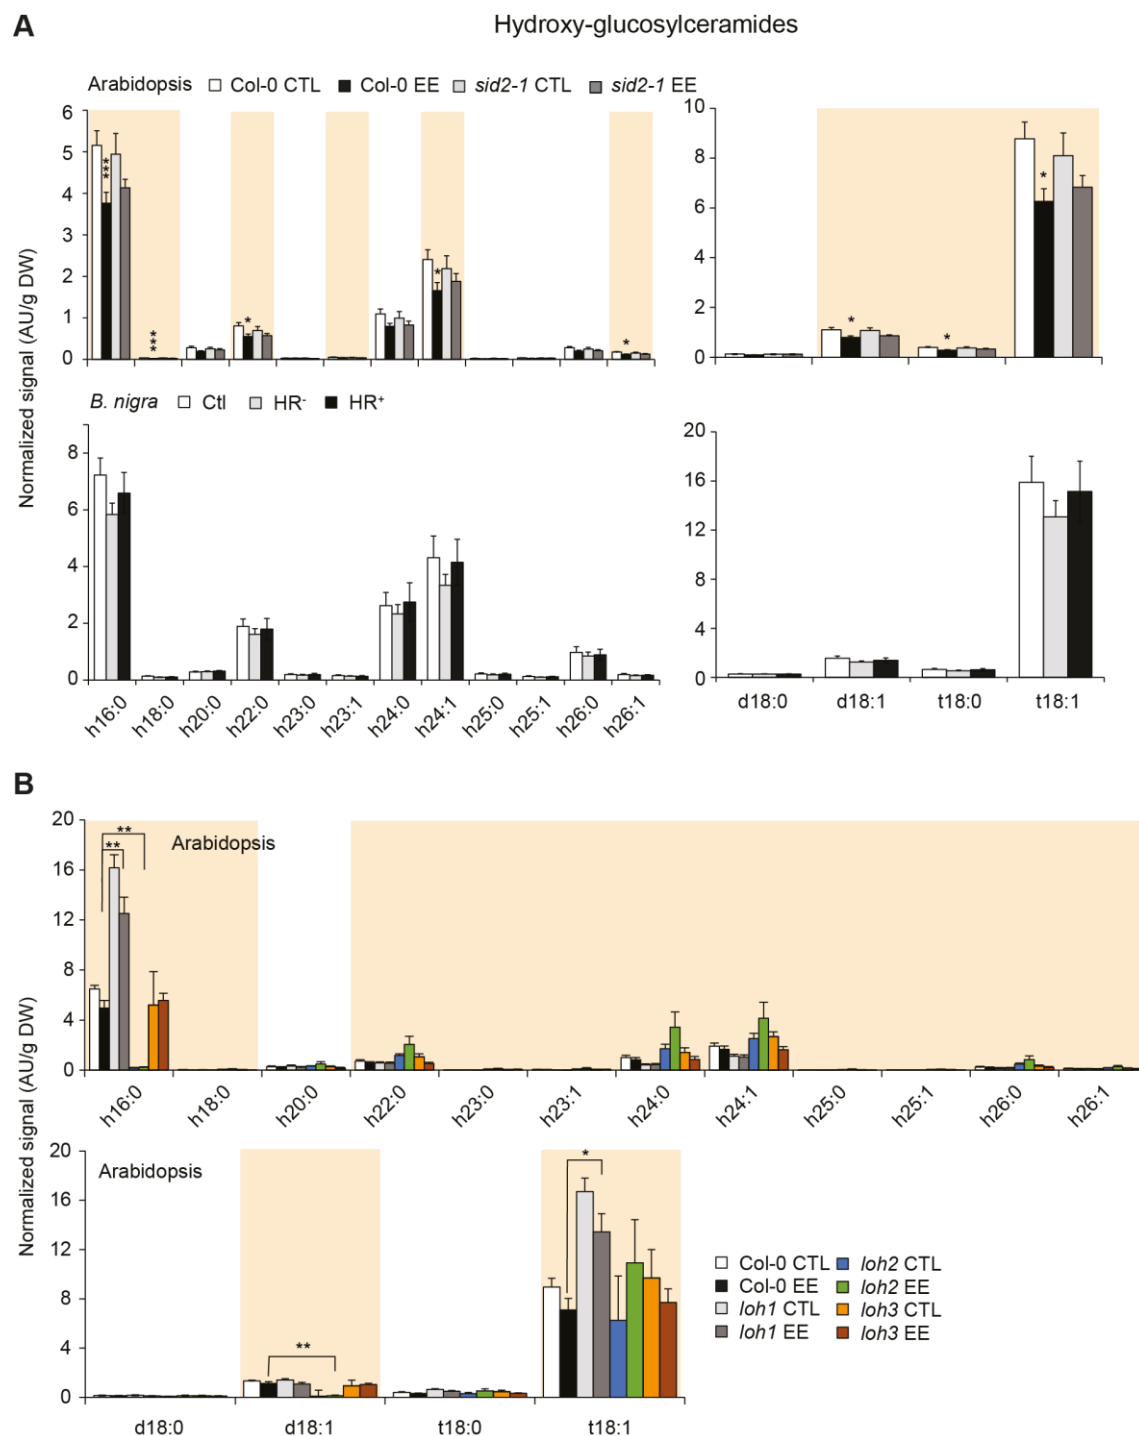 A
Hydroxy-glucosylceramides
Arabidopsis Col-0 CTL Col-0 EE sid2-1 CTL sid2-1 EE
Normalized signal (AU/g DW)
6
5
4
3
2
1
0
*** *** * * *
10
8
6
4
2
0
* * *
B. nigra Ctl HR⁻ HR⁺
8
6
4
2
0
h16:0 h18:0 h20:0 h22:0 h23:0 h23:1 h24:0 h24:1 h25:0 h25:1 h26:0 h26:1
20
16
12
8
4
0
d18:0 d18:1 t18:0 t18:1
B
Normalized signal (AU/g DW)
20
16
12
8
4
0
**
**
Arabidopsis
h16:0 h18:0 h20:0 h22:0 h23:0 h23:1 h24:0 h24:1 h25:0 h25:1 h26:0 h26:1
20
16
12
8
4
0
Arabidopsis
**
*
d18:0 d18:1 t18:0 t18:1
Col-0 CTL loh2 CTL
Col-0 EE loh2 EE
loh1 CTL loh3 CTL
loh1 EE loh3 EE